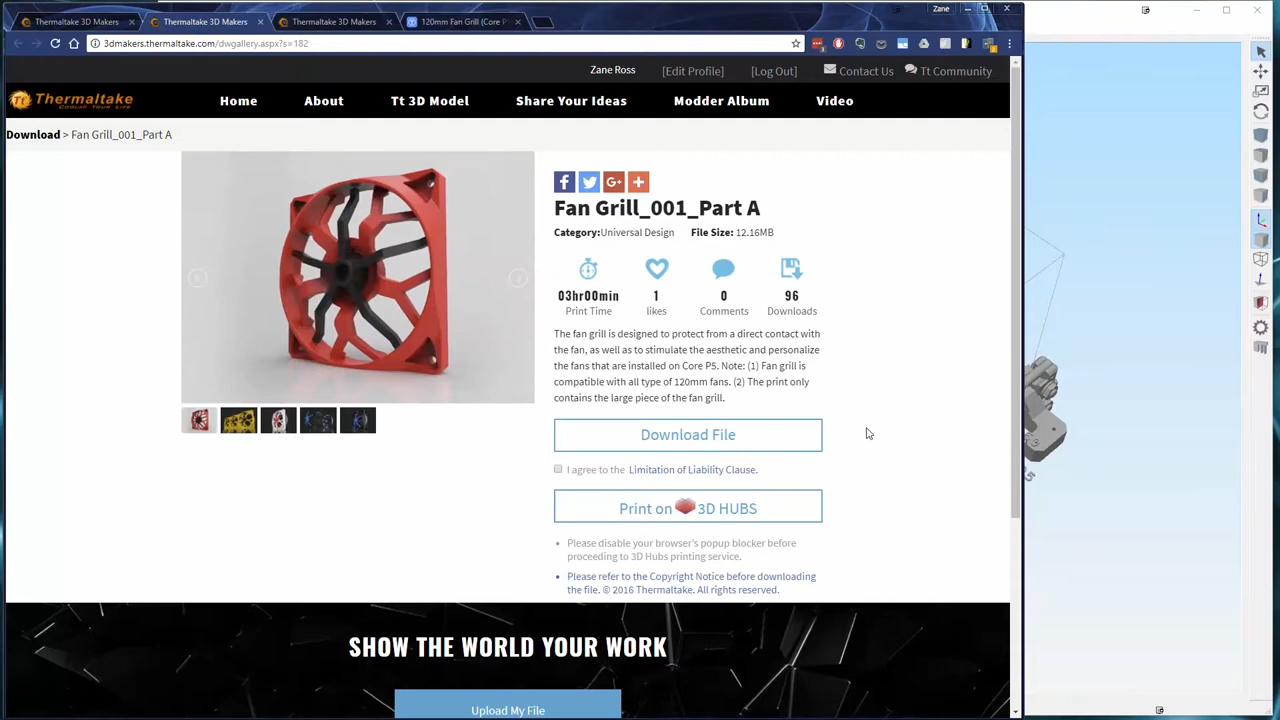 Thermaltake 3D Makers
Thermaltake 3D Makers
Thermaltake 3D Makers
120mm Fan Grill (Core P
Zane
3dmakers.thermaltake.com/dwgallery.aspx?s=182
Zane Ross
[Edit Profile]
[Log Out]
Contact Us
Tt Community
Thermaltake
COOL ALL YOUR LIFE
Home
About
Tt 3D Model
Share Your Ideas
Modder Album
Video
Download > Fan Grill_001_Part A
Fan Grill_001_Part A
Category:Universal Design File Size: 12.16MB
03hr00min 1 0 96
Print Time likes Comments Downloads
The fan grill is designed to protect from a direct contact with
the fan, as well as to stimulate the aesthetic and personalize
the fans that are installed on Core P5. Note: (1) Fan grill is
compatible with all type of 120mm fans. (2) The print only
contains the large piece of the fan grill.
Download File
I agree to the Limitation of Liability Clause.
Print on 3D HUBS
Please disable your browser's popup blocker before
proceeding to 3D Hubs printing service.
Please refer to the Copyright Notice before downloading
the file. © 2016 Thermaltake. All rights reserved.
SHOW THE WORLD YOUR WORK
Upload My File